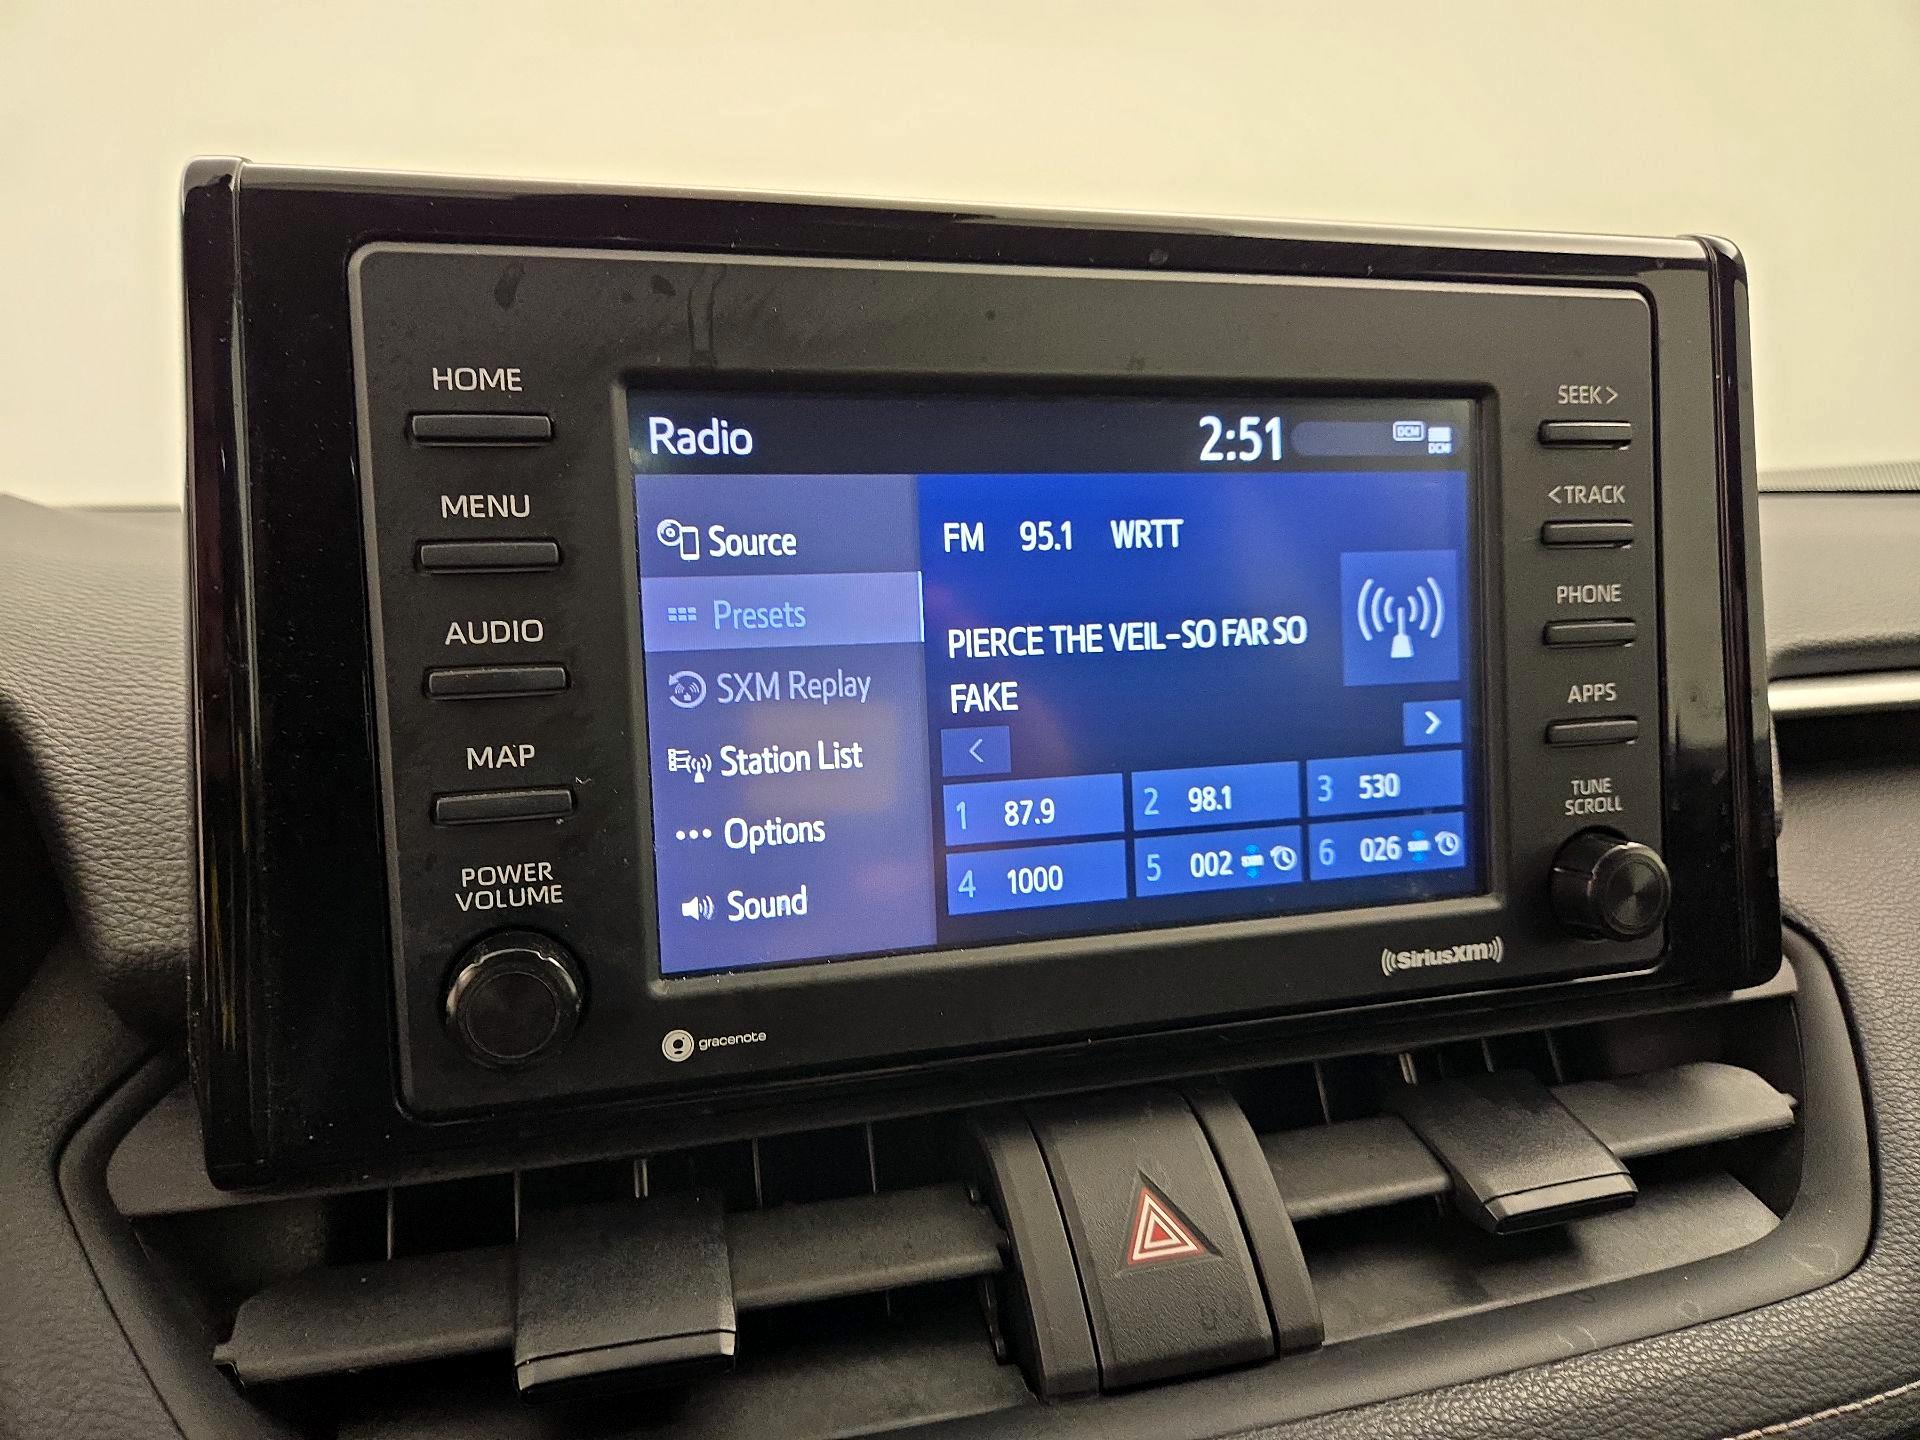 HOME
MENU
AUDIO
MAP
POWER
VOLUME
Radio
2:51
DCM
DCM
Source
Presets
SXM Replay
Station List
Options
Sound
FM 95.1 WRTT
PIERCE THE VEIL-SO FAR SO
FAKE
<
>
1 87.9
2 98.1
3 530
4 1000
5 002
6 026
SEEK>
<TRACK
PHONE
APPS
TUNE
SCROLL
gracenote
((SiriusXM))